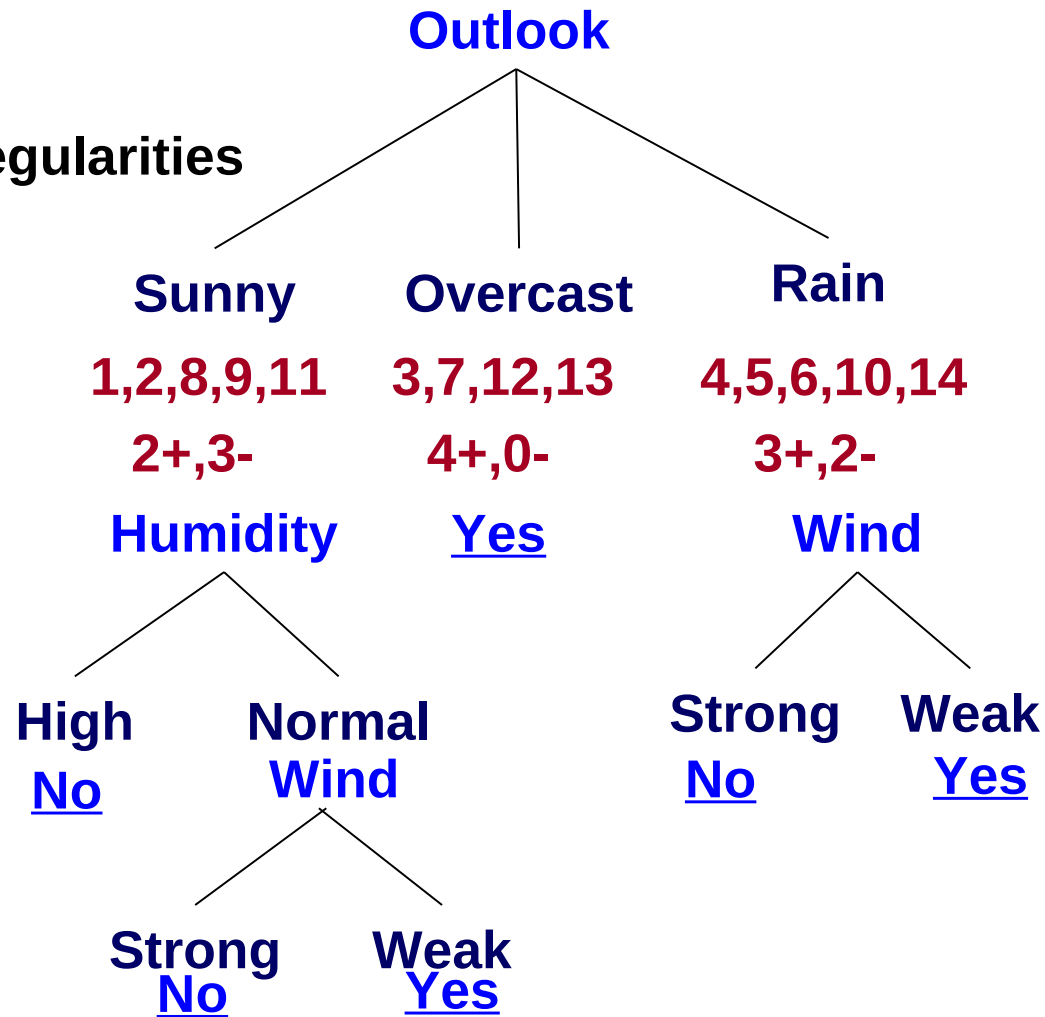 Outlook
egularities
Sunny Overcast Rain
1,2,8,9,11 3,7,12,13 4,5,6,10,14
2+,3- 4+,0- 3+,2-
Humidity Yes Wind
High Normal Strong Weak
No Wind No Yes
Strong Weak
No Yes